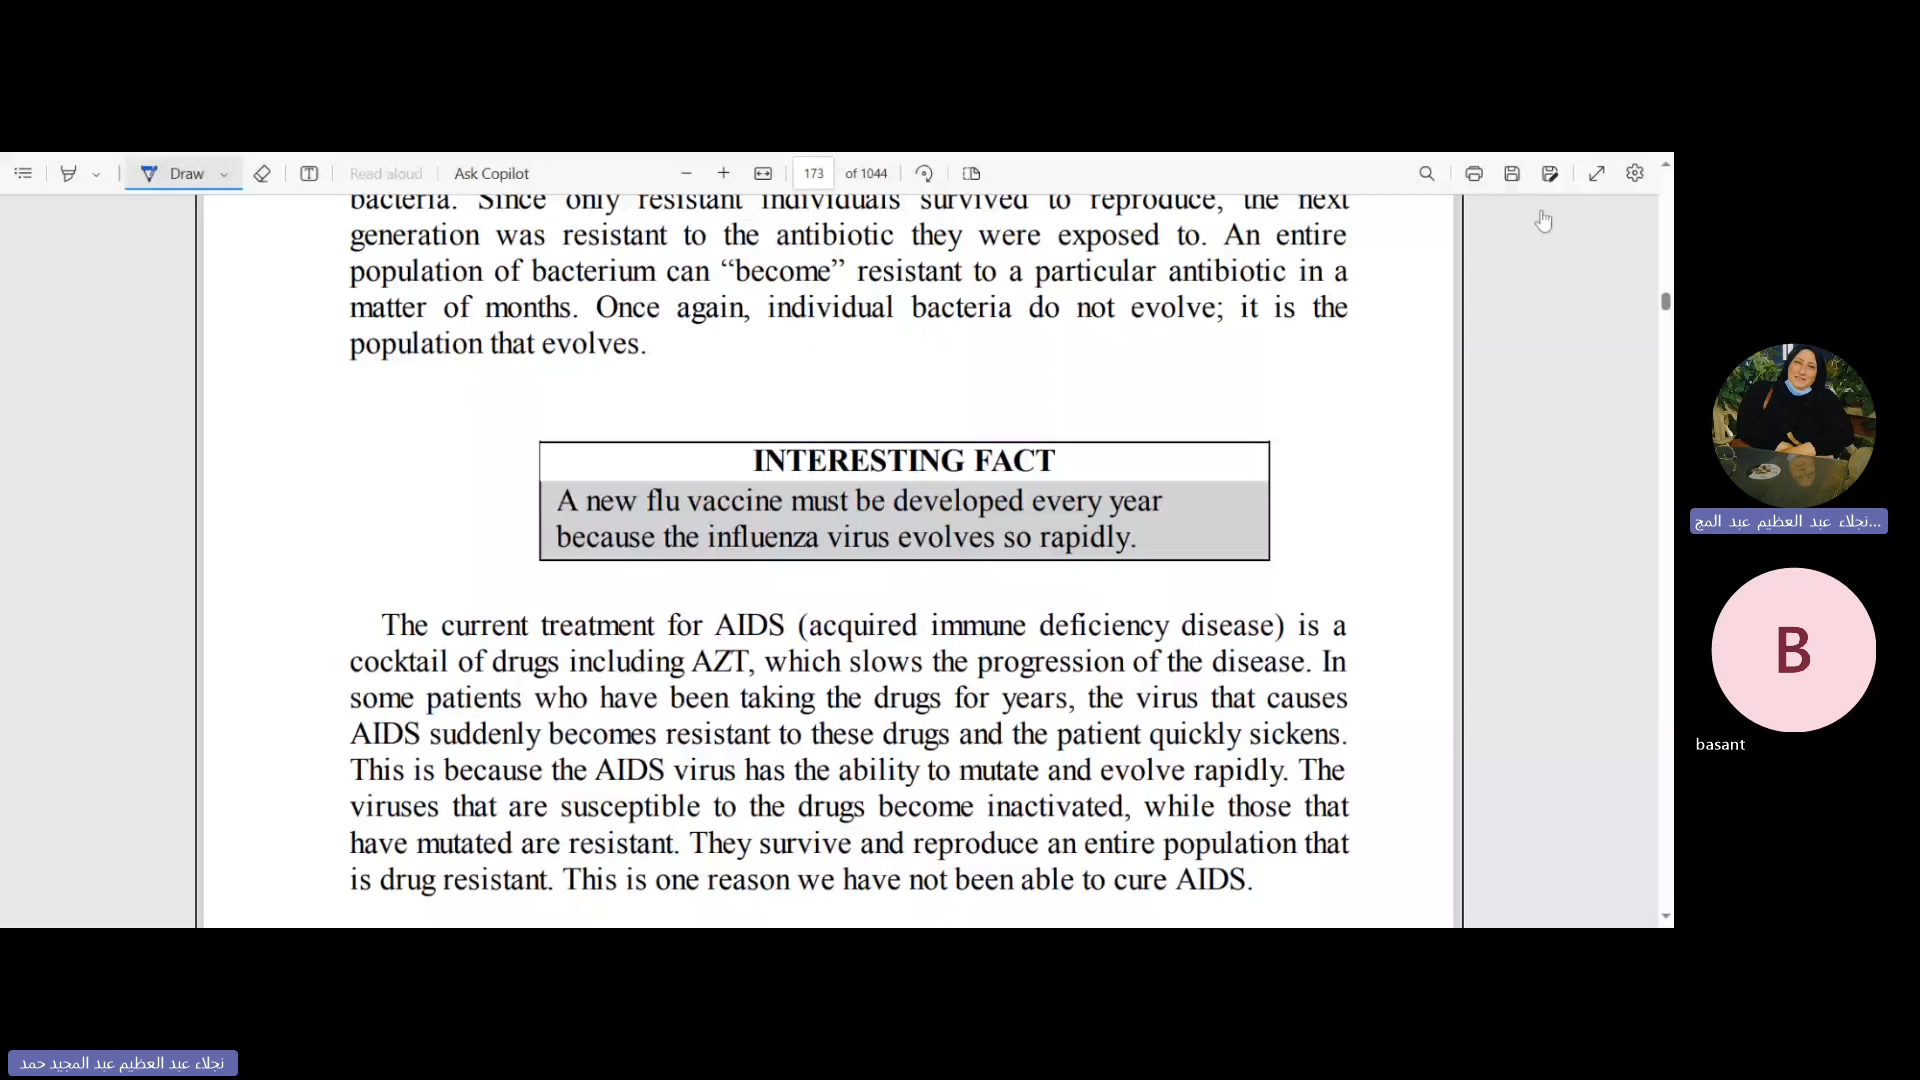 Draw
Read aloud
Ask Copilot
173 of 1044
bacteria. Since only resistant individuals survived to reproduce, the next
generation was resistant to the antibiotic they were exposed to. An entire
population of bacterium can “become” resistant to a particular antibiotic in a
matter of months. Once again, individual bacteria do not evolve; it is the
population that evolves.
INTERESTING FACT
A new flu vaccine must be developed every year
because the influenza virus evolves so rapidly.
The current treatment for AIDS (acquired immune deficiency disease) is a
cocktail of drugs including AZT, which slows the progression of the disease. In
some patients who have been taking the drugs for years, the virus that causes
AIDS suddenly becomes resistant to these drugs and the patient quickly sickens.
This is because the AIDS virus has the ability to mutate and evolve rapidly. The
viruses that are susceptible to the drugs become inactivated, while those that
have mutated are resistant. They survive and reproduce an entire population that
is drug resistant. This is one reason we have not been able to cure AIDS.
نجلاء عبد العظيم عبد المج...
B
basant
نجلاء عبد العظيم عبد المجيد حمد